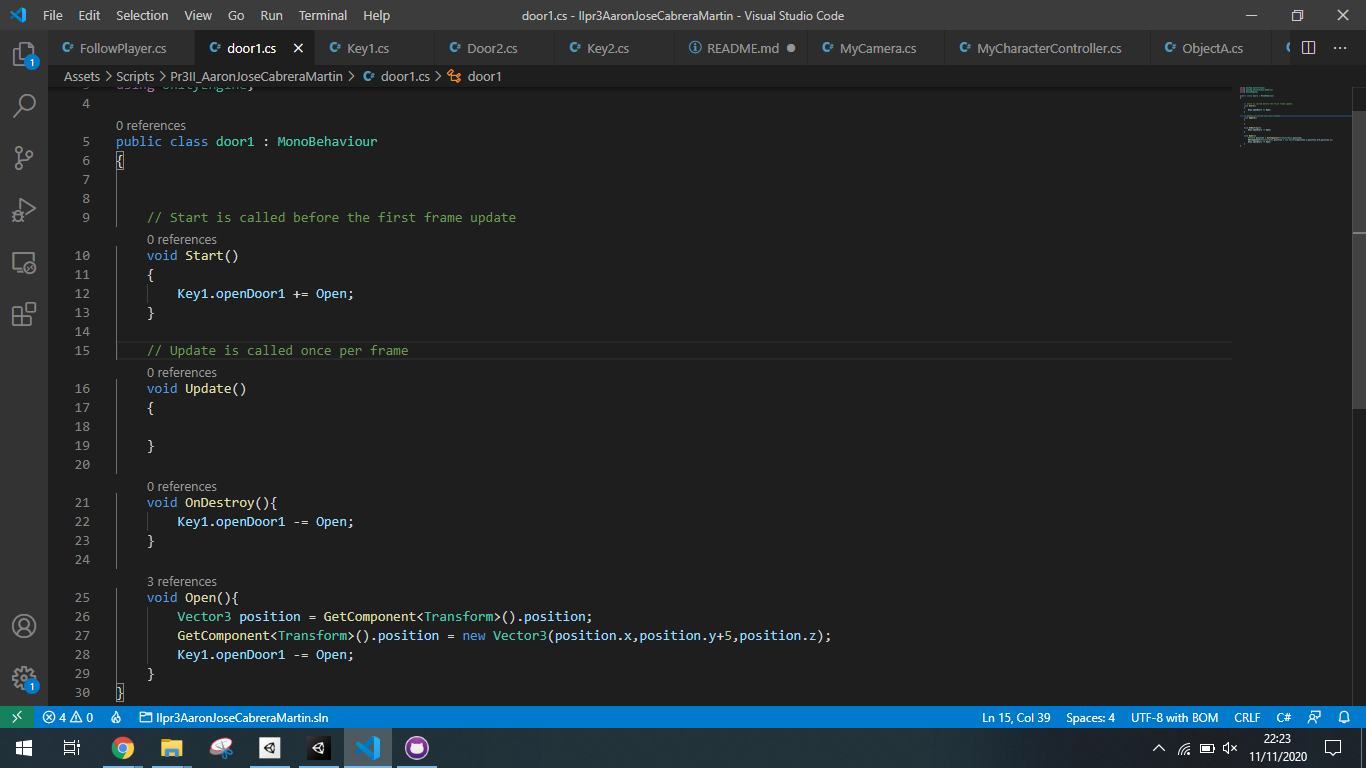 File Edit Selection View Go Run Terminal Help door1.cs - IIpr3AaronJoseCabreraMartin - Visual Studio Code
FollowPlayer.cs door1.cs Key1.cs Door2.cs Key2.cs README.md MyCamera.cs MyCharacterController.cs ObjectA.cs
Assets > Scripts > Pr3II_AaronJoseCabreraMartin > door1.cs > door1
3 using UnityEngine;
4
0 references
5 public class door1 : MonoBehaviour
6 {
7
8
9 // Start is called before the first frame update
0 references
10 void Start()
11 {
12 Key1.openDoor1 += Open;
13 }
14
15 // Update is called once per frame
0 references
16 void Update()
17 {
18
19 }
20
0 references
21 void OnDestroy(){
22 Key1.openDoor1 -= Open;
23 }
24
3 references
25 void Open(){
26 Vector3 position = GetComponent<Transform>().position;
27 GetComponent<Transform>().position = new Vector3(position.x,position.y+5,position.z);
28 Key1.openDoor1 -= Open;
29 }
30 }
1
1
4 0 IIpr3AaronJoseCabreraMartin.sln Ln 15, Col 39 Spaces: 4 UTF-8 with BOM CRLF C#
22:23
11/11/2020